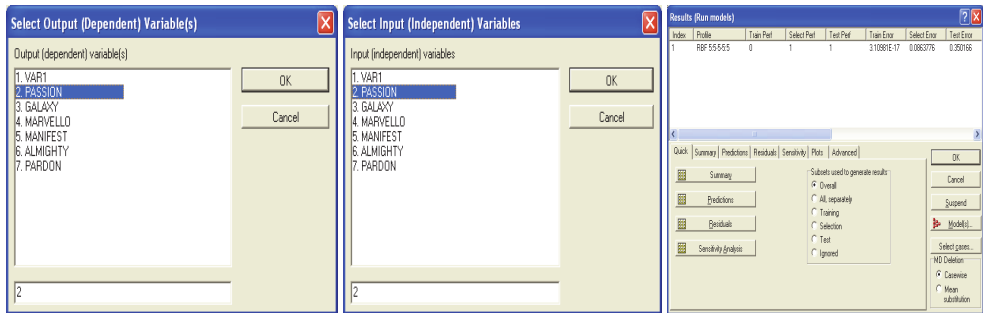 Select Output (Dependent) Variable(s)
Output (dependent) variable(s)
1. VAR1
2. PASSION
3. GALAXY
4. MARVELLO
5. MANIFEST
6. ALMIGHTY
7. PARDON
OK
Cancel
2
Select Input (Independent) Variables
Input (independent) variables
1. VAR1
2. PASSION
3. GALAXY
4. MARVELLO
5. MANIFEST
6. ALMIGHTY
7. PARDON
OK
Cancel
2
Results (Run models)
Index Profile Train Perf Select Perf Test Perf Train Error Select Error Test Error
1 RBF 5:5-5-5:5 0 1 1 3.10981E-17 0.0863776 0.350166
Quick Summary Predictions Residuals Sensitivity Plots Advanced
Summary
Predictions
Residuals
Sensitivity Analysis
Subsets used to generate results
Overall
All, separately
Training
Selection
Test
Ignored
OK
Cancel
Suspend
Model(s)...
Select cases...
MD Deletion
Casewise
Mean
substitution